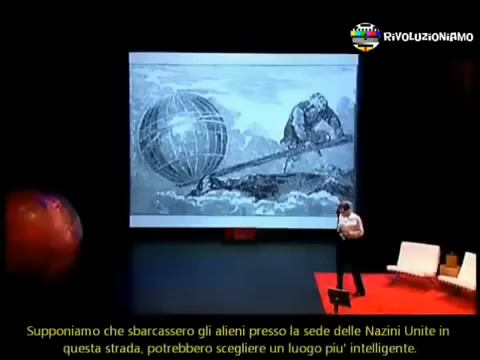 RiVOLUZiONiAMO
Supponiamo che sbarcassero gli alieni presso la sede delle Nazini Unite in
questa strada, potrebbero scegliere un luogo piu' intelligente.